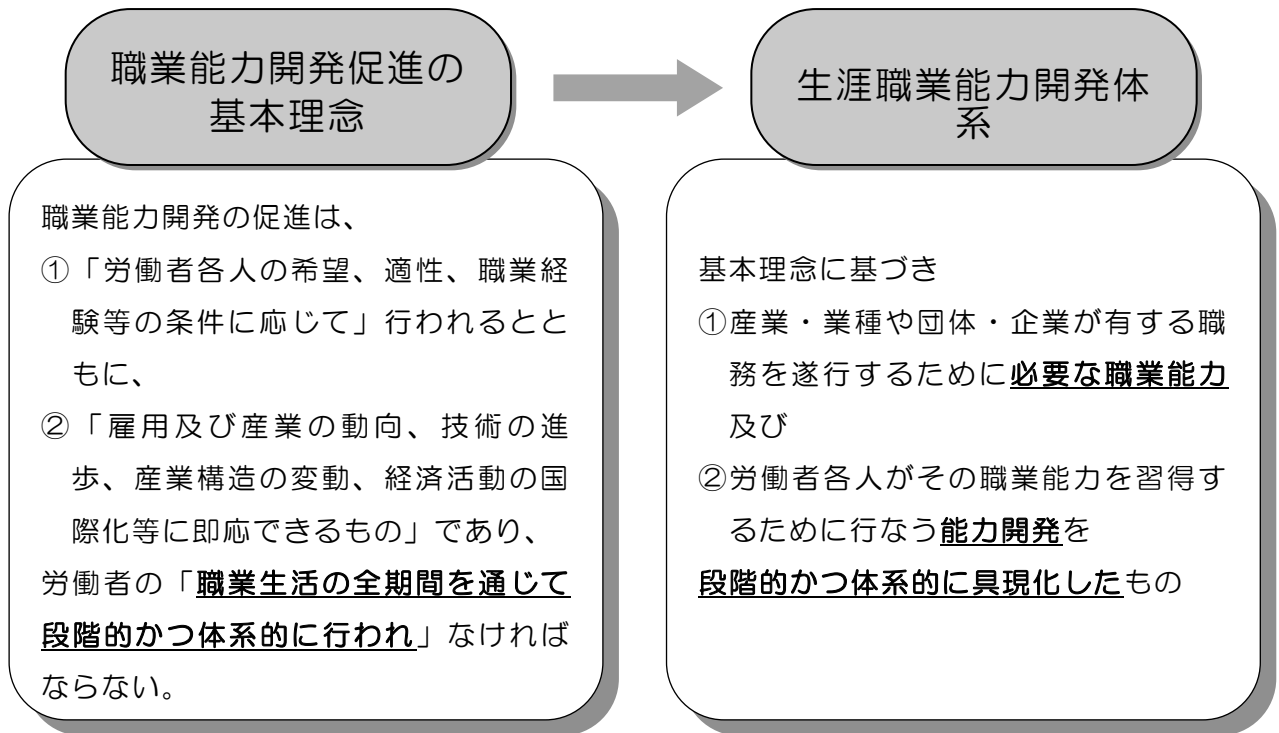 職業能力開発促進の
基本理念
職業能力開発の促進は、
①「労働者各人の希望、適性、職業経
験等の条件に応じて」行われるとと
もに、
②「雇用及び産業の動向、技術の進
歩、産業構造の変動、経済活動の国
際化等に即応できるもの」であり、
労働者の「職業生活の全期間を通じて
段階的かつ体系的に行われ」なければ
ならない。
生涯職業能力開発体
系
基本理念に基づき
①産業・業種や団体・企業が有する職
務を遂行するために必要な職業能力
及び
②労働者各人がその職業能力を習得す
るために行なう能力開発を
段階的かつ体系的に具現化したもの